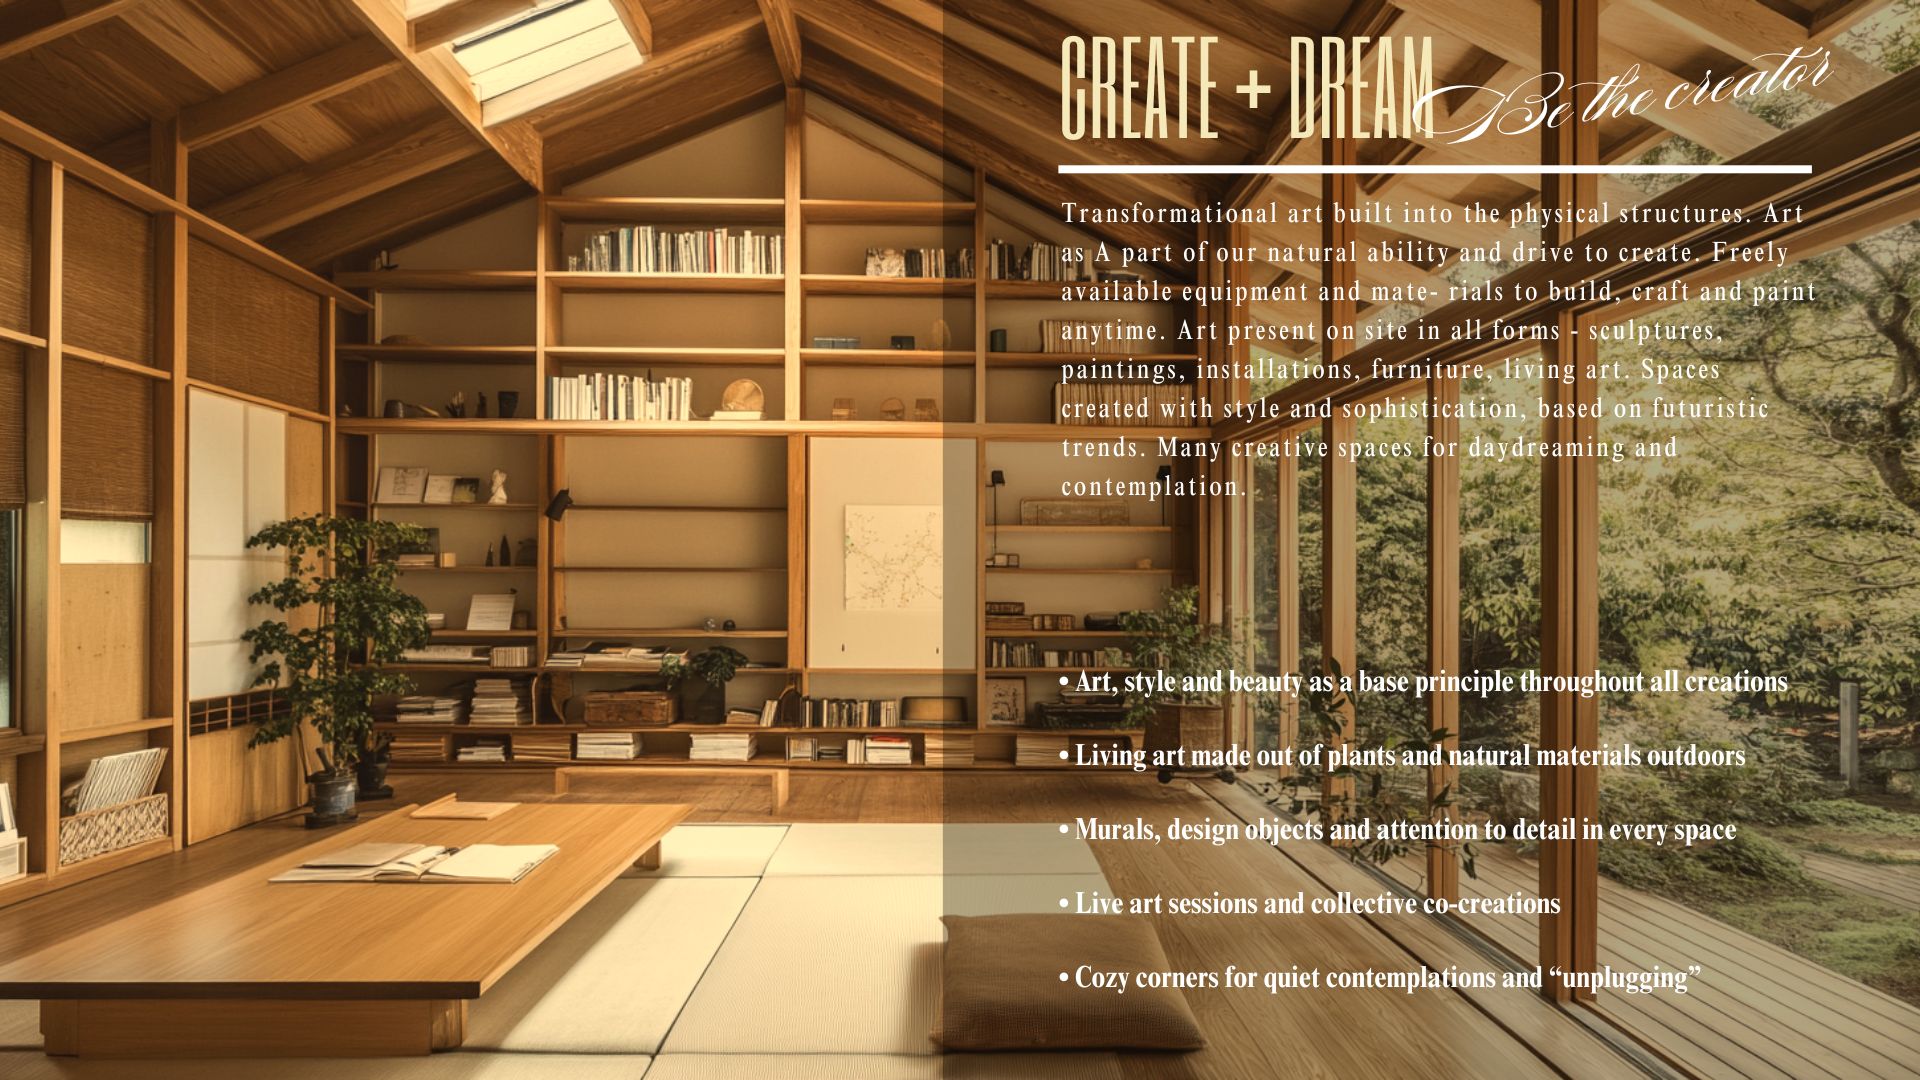 CREATE + DREAM
Be the creator
Transformational art built into the physical structures. Art
as A part of our natural ability and drive to create. Freely
available equipment and mate- rials to build, craft and paint
anytime. Art present on site in all forms - sculptures,
paintings, installations, furniture, living art. Spaces
created with style and sophistication, based on futuristic
trends. Many creative spaces for daydreaming and
contemplation.
• Art, style and beauty as a base principle throughout all creations
• Living art made out of plants and natural materials outdoors
• Murals, design objects and attention to detail in every space
• Live art sessions and collective co-creations
• Cozy corners for quiet contemplations and “unplugging”